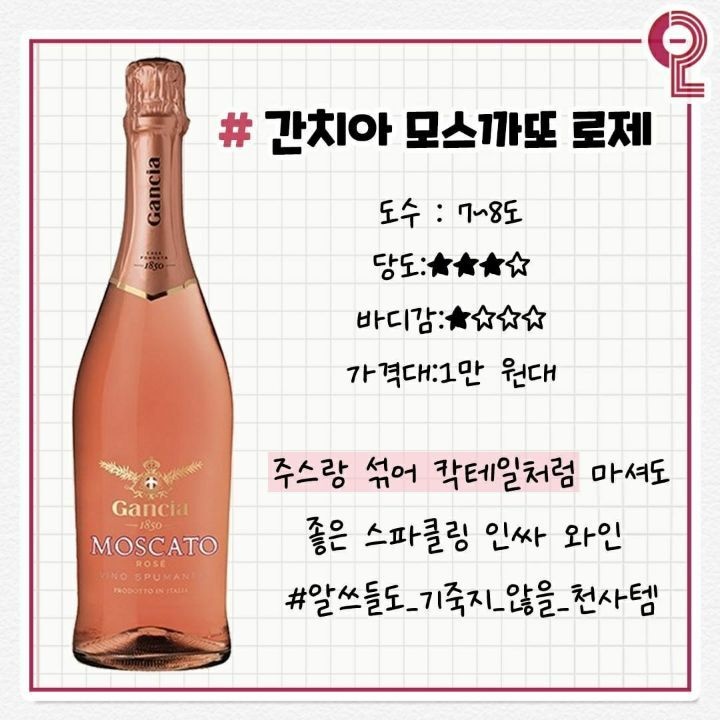 # 간치아 모스까또 로제
도수 : 7~8도
당도:★★★☆
바디감:★☆☆☆
가격대:1만 원대
주스랑 섞어 칵테일처럼 마셔도
좋은 스파클링 인싸 와인
#알쓰들도_기죽지_않을_천사템
Gancia
CASA
FONDATA
1850
Gancia
1850
MOSCATO
ROSÉ
VINO SPUMANTE
PRODOTTO IN ITALIA